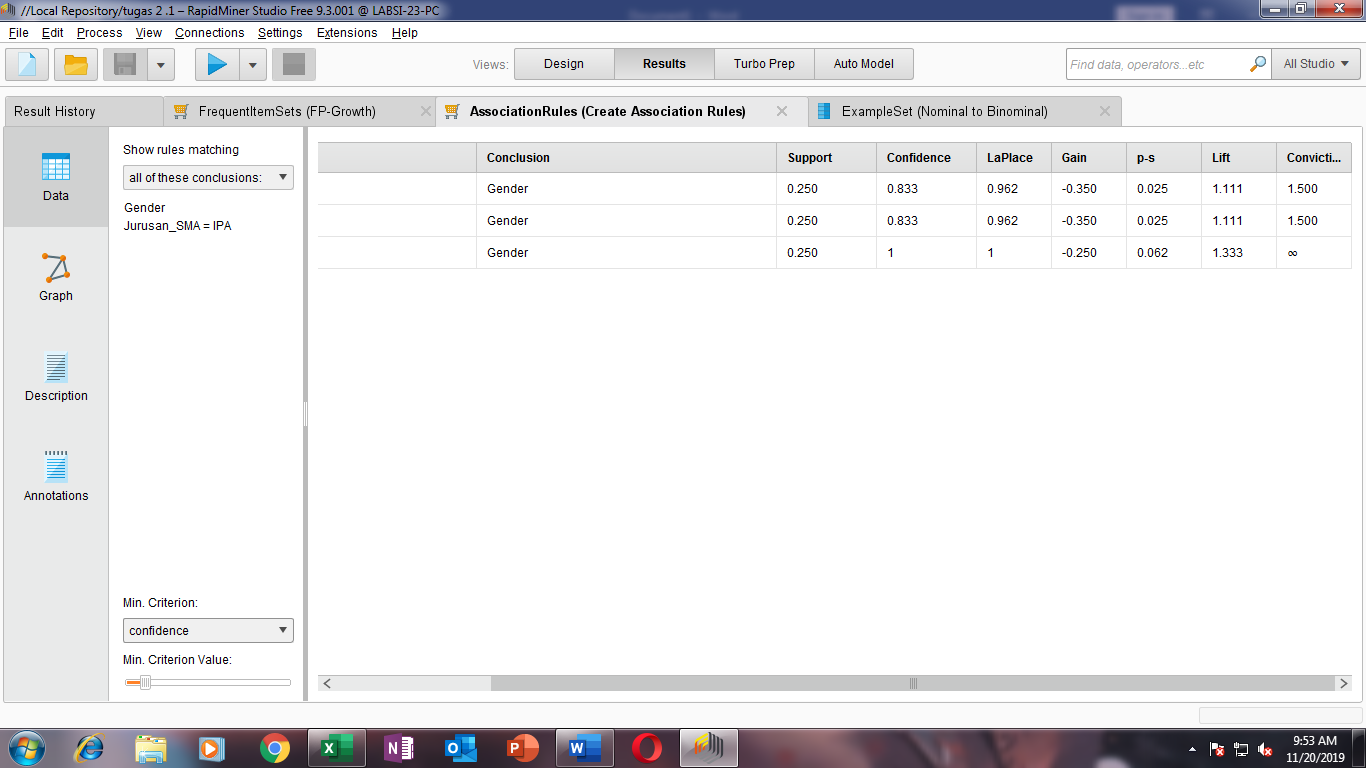 //Local Repository/tugas 2 .1 – RapidMiner Studio Free 9.3.001 @ LABSI-23-PC
File Edit Process View Connections Settings Extensions Help
Views: Design Results Turbo Prep Auto Model Find data, operators...etc All Studio
Result History FrequentItemSets (FP-Growth) AssociationRules (Create Association Rules) ExampleSet (Nominal to Binominal)
Data
Graph
Description
Annotations
Show rules matching
all of these conclusions:
Gender
Jurusan_SMA = IPA
Min. Criterion:
confidence
Min. Criterion Value:
Conclusion Support Confidence LaPlace Gain p-s Lift Convicti...
Gender 0.250 0.833 0.962 -0.350 0.025 1.111 1.500
Gender 0.250 0.833 0.962 -0.350 0.025 1.111 1.500
Gender 0.250 1 1 -0.250 0.062 1.333 ∞
9:53 AM
11/20/2019